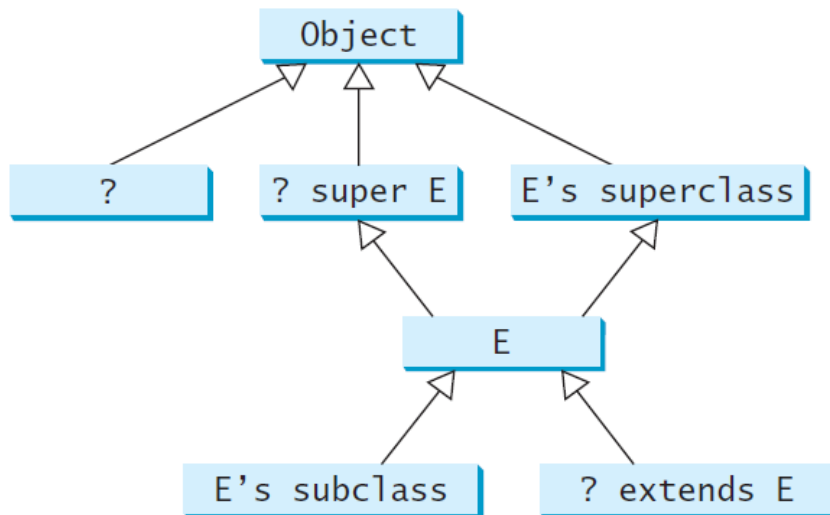 Object
?
? super E
E’s superclass
E
E’s subclass
? extends E